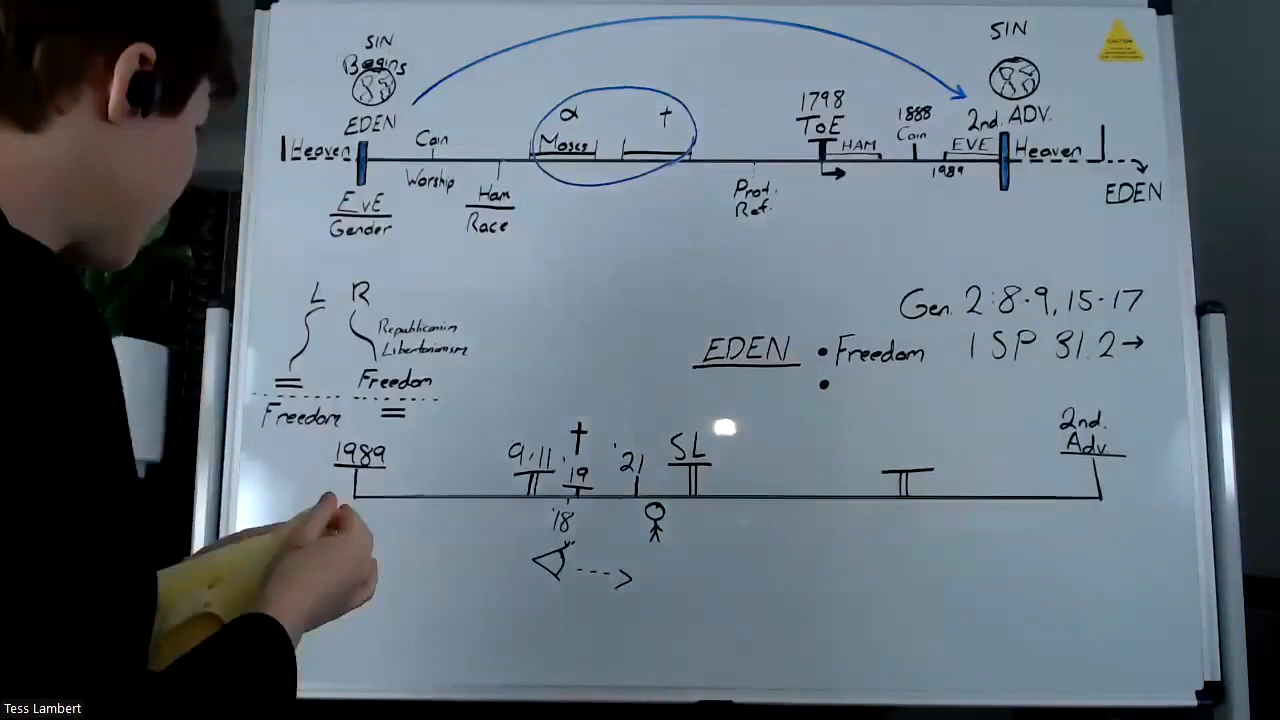 SIN
Begins
SIN
CAUTION
EDEN
α
†
1798
ToE
1888
Cain
2nd. ADV.
Heaven
Cain
Moses
HAM
EVE
Heaven
Worship
Ham
Race
Prot.
Ref.
1989
EDEN
EvE
Gender
L R
Republicanism
Libertarianism
= Freedom
Freedom =
Gen. 2:8-9, 15-17
EDEN • Freedom 1SP 31.2→
•
1989
9.11
†
'19
'21
SL
2nd.
Adv
'18
Tess Lambert